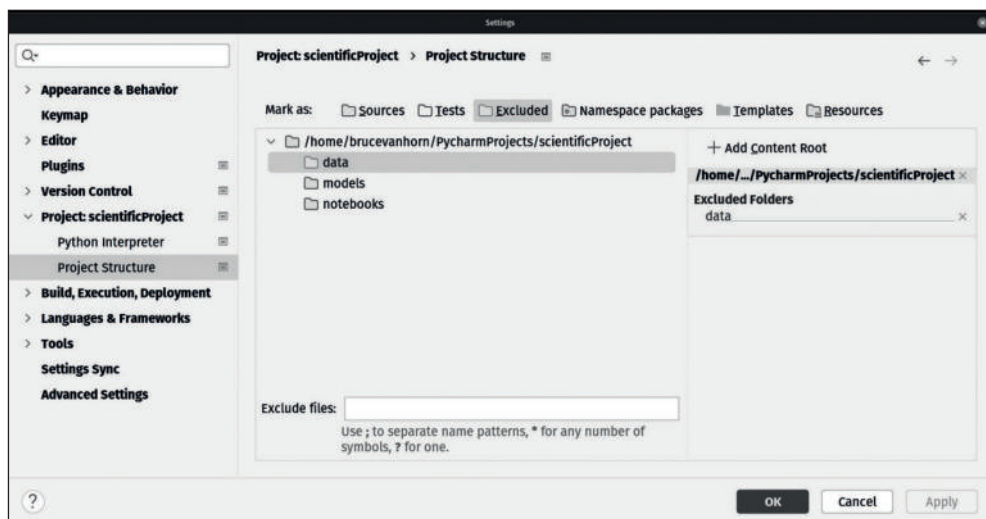 Settings
Project: scientificProject > Project Structure
Appearance & Behavior
Keymap
Editor
Plugins
Version Control
Project: scientificProject
Python Interpreter
Project Structure
Build, Execution, Deployment
Languages & Frameworks
Tools
Settings Sync
Advanced Settings
Mark as: Sources Tests Excluded Namespace packages Templates Resources
/home/brucevanhorn/PycharmProjects/scientificProject
data
models
notebooks
Exclude files:
Use ; to separate name patterns, * for any number of
symbols, ? for one.
+ Add Content Root
/home/.../PycharmProjects/scientificProject ×
Excluded Folders
data ×
?
OK Cancel Apply